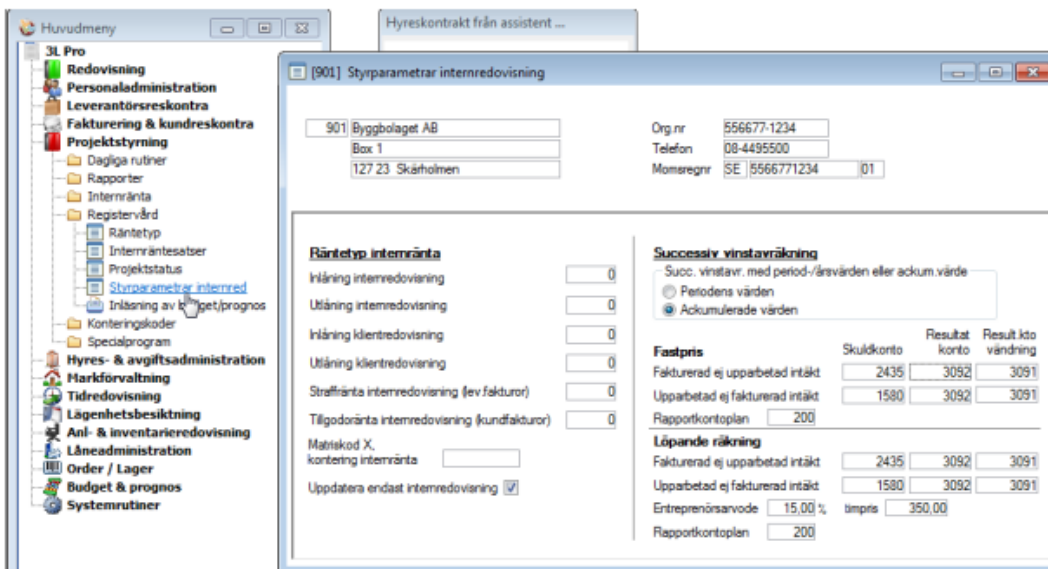 Huvudmeny
3L Pro
Redovisning
Personaladministration
Leverantörsreskontra
Fakturering & kundreskontra
Projektstyrning
Dagliga rutiner
Rapporter
Internränta
Registervård
Räntetyp
Internräntesatser
Projektstatus
Styrparametrar internred
Inläsning av budget/prognos
Konteringskoder
Specialprogram
Hyres- & avgiftsadministration
Markförvaltning
Tidredovisning
Lägenhetsbesiktning
Anl- & inventarieredovisning
Låneadministration
Order / Lager
Budget & prognos
Systemrutiner
Hyreskontrakt från assistent ...
[901] Styrparametrar internredovisning
901 Byggbolaget AB
Box 1
127 23 Skärholmen
Org.nr 556677-1234
Telefon 08-4495500
Momsregnr SE 5566771234 01
Räntetyp internränta
Inlåning internredovisning 0
Utlåning internredovisning 0
Inlåning klientredovisning 0
Utlåning klientredovisning 0
Straffränta internredovisning (lev.fakturor) 0
Tillgodoränta internredovisning (kundfakturor) 0
Matriskod X,
kontering internränta
Uppdatera endast internredovisning
Successiv vinstavräkning
Succ. vinstavr. med period-/årsvärden eller ackum.värde
Periodens värden
Ackumulerade värden
Resultat Result.kto
Fastpris Skuldkonto konto vändning
Fakturerad ej upparbetad intäkt 2435 3092 3091
Upparbetad ej fakturerad intäkt 1580 3092 3091
Rapportkontoplan 200
Löpande räkning
Fakturerad ej upparbetad intäkt 2435 3092 3091
Upparbetad ej fakturerad intäkt 1580 3092 3091
Entreprenörsarvode 15,00 % timpris 350,00
Rapportkontoplan 200